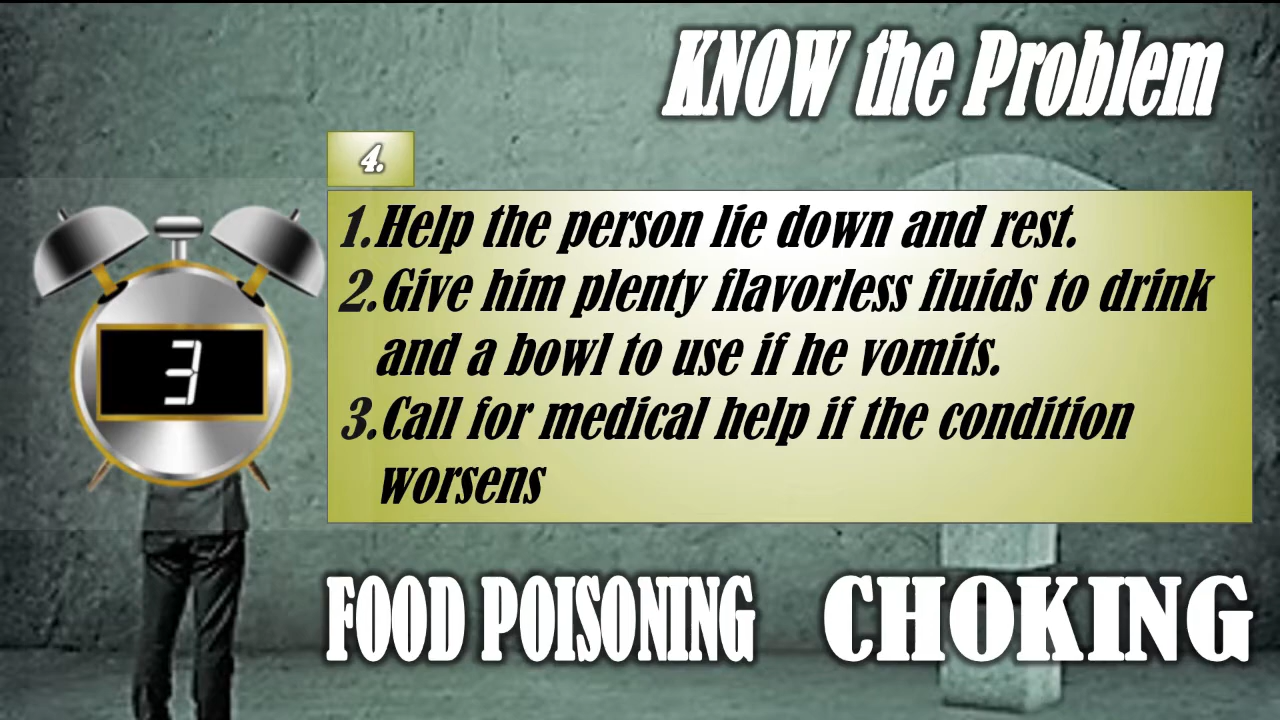 KNOW the Problem
4.
1.Help the person lie down and rest.
2.Give him plenty flavorless fluids to drink
and a bowl to use if he vomits.
3.Call for medical help if the condition
worsens
3
FOOD POISONING CHOKING